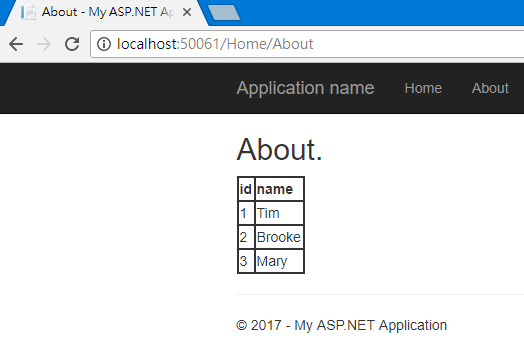 About - My ASP.NET Ap
localhost:50061/Home/About
Application name Home About
About.
id name
1 Tim
2 Brooke
3 Mary
© 2017 - My ASP.NET Application